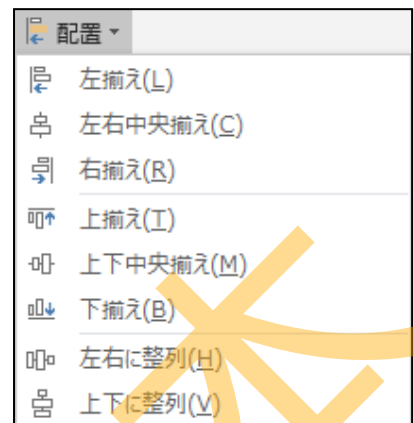 配置
左揃え(L)
左右中央揃え(C)
右揃え(R)
上揃え(T)
上下中央揃え(M)
下揃え(B)
左右に整列(H)
上下に整列(V)